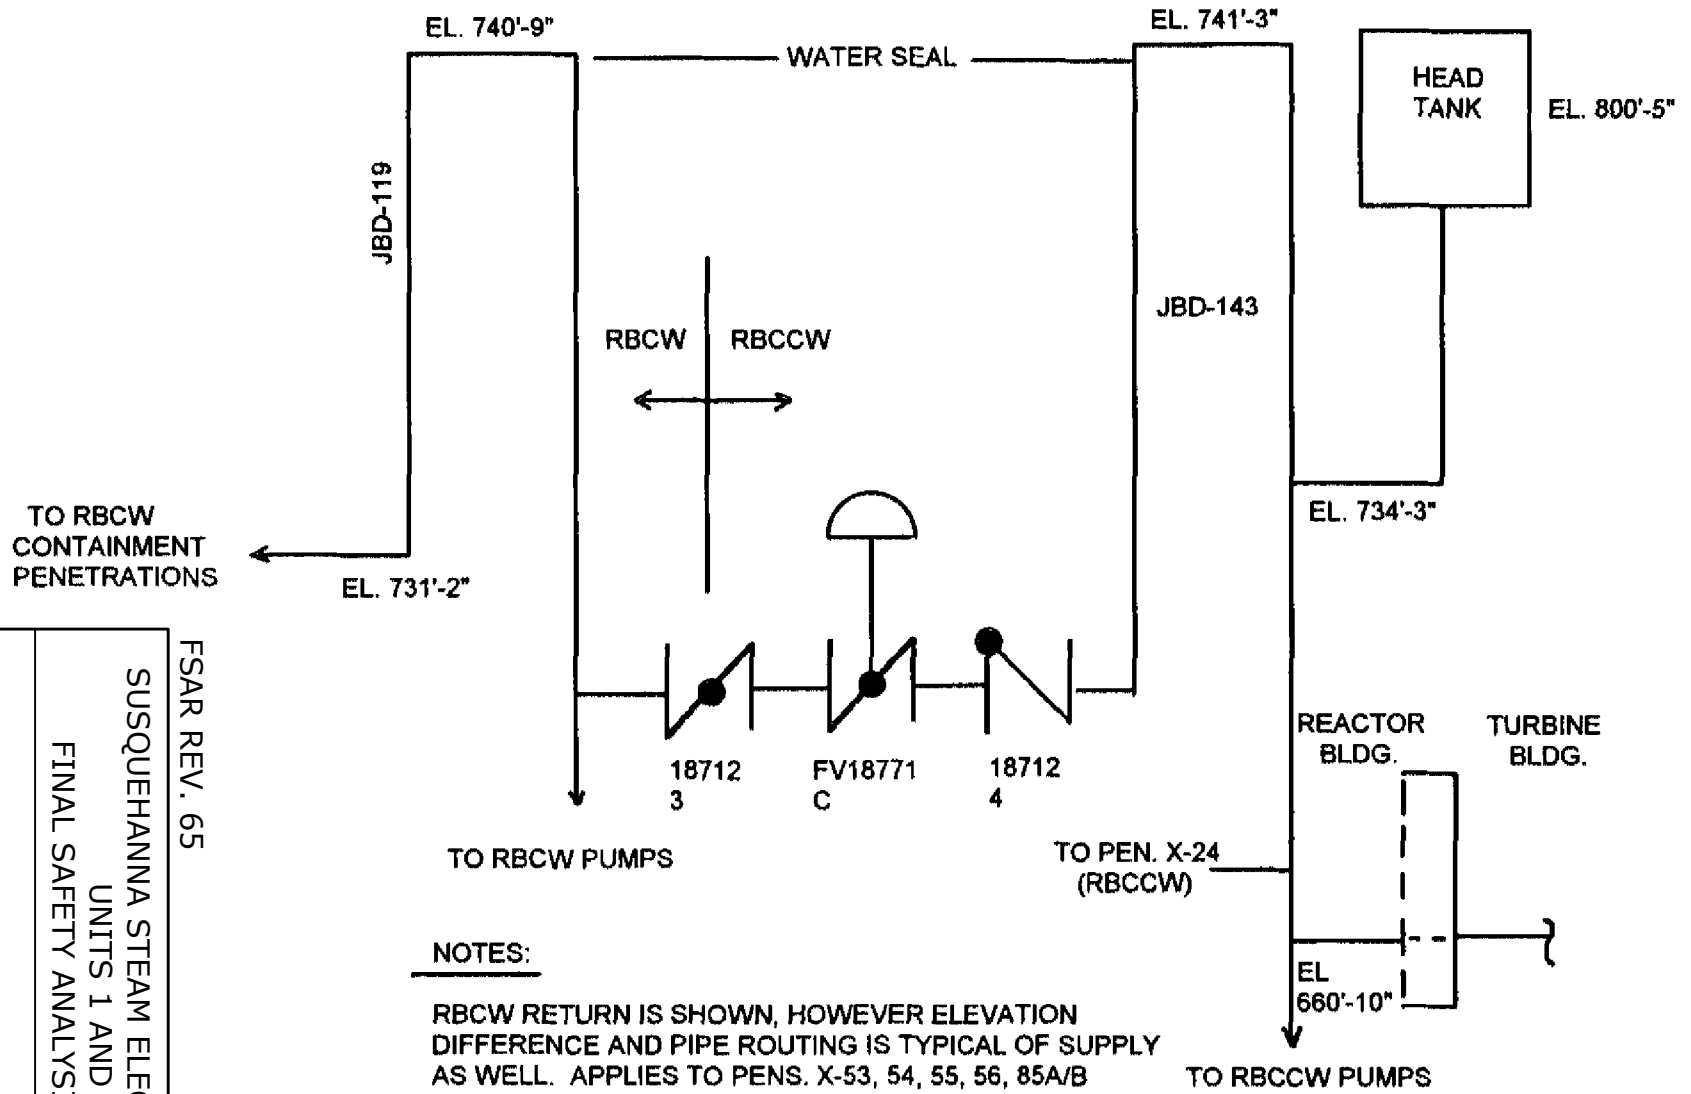 EL. 740'-9"
EL. 741'-3"
WATER SEAL
HEAD
TANK
EL. 800'-5"
JBD-119
JBD-143
RBCW
RBCCW
TO RBCW
CONTAINMENT
PENETRATIONS
EL. 731'-2"
EL. 734'-3"
18712
3
FV18771
C
18712
4
REACTOR
BLDG.
TURBINE
BLDG.
TO RBCW PUMPS
TO PEN. X-24
(RBCCW)
EL
660'-10"
TO RBCCW PUMPS
NOTES:
RBCW RETURN IS SHOWN, HOWEVER ELEVATION
DIFFERENCE AND PIPE ROUTING IS TYPICAL OF SUPPLY
AS WELL. APPLIES TO PENS. X-53, 54, 55, 56, 85A/B
FSAR REV. 65
SUSQUEHANNA STEAM
UNITS 1 AND
FINAL SAFETY